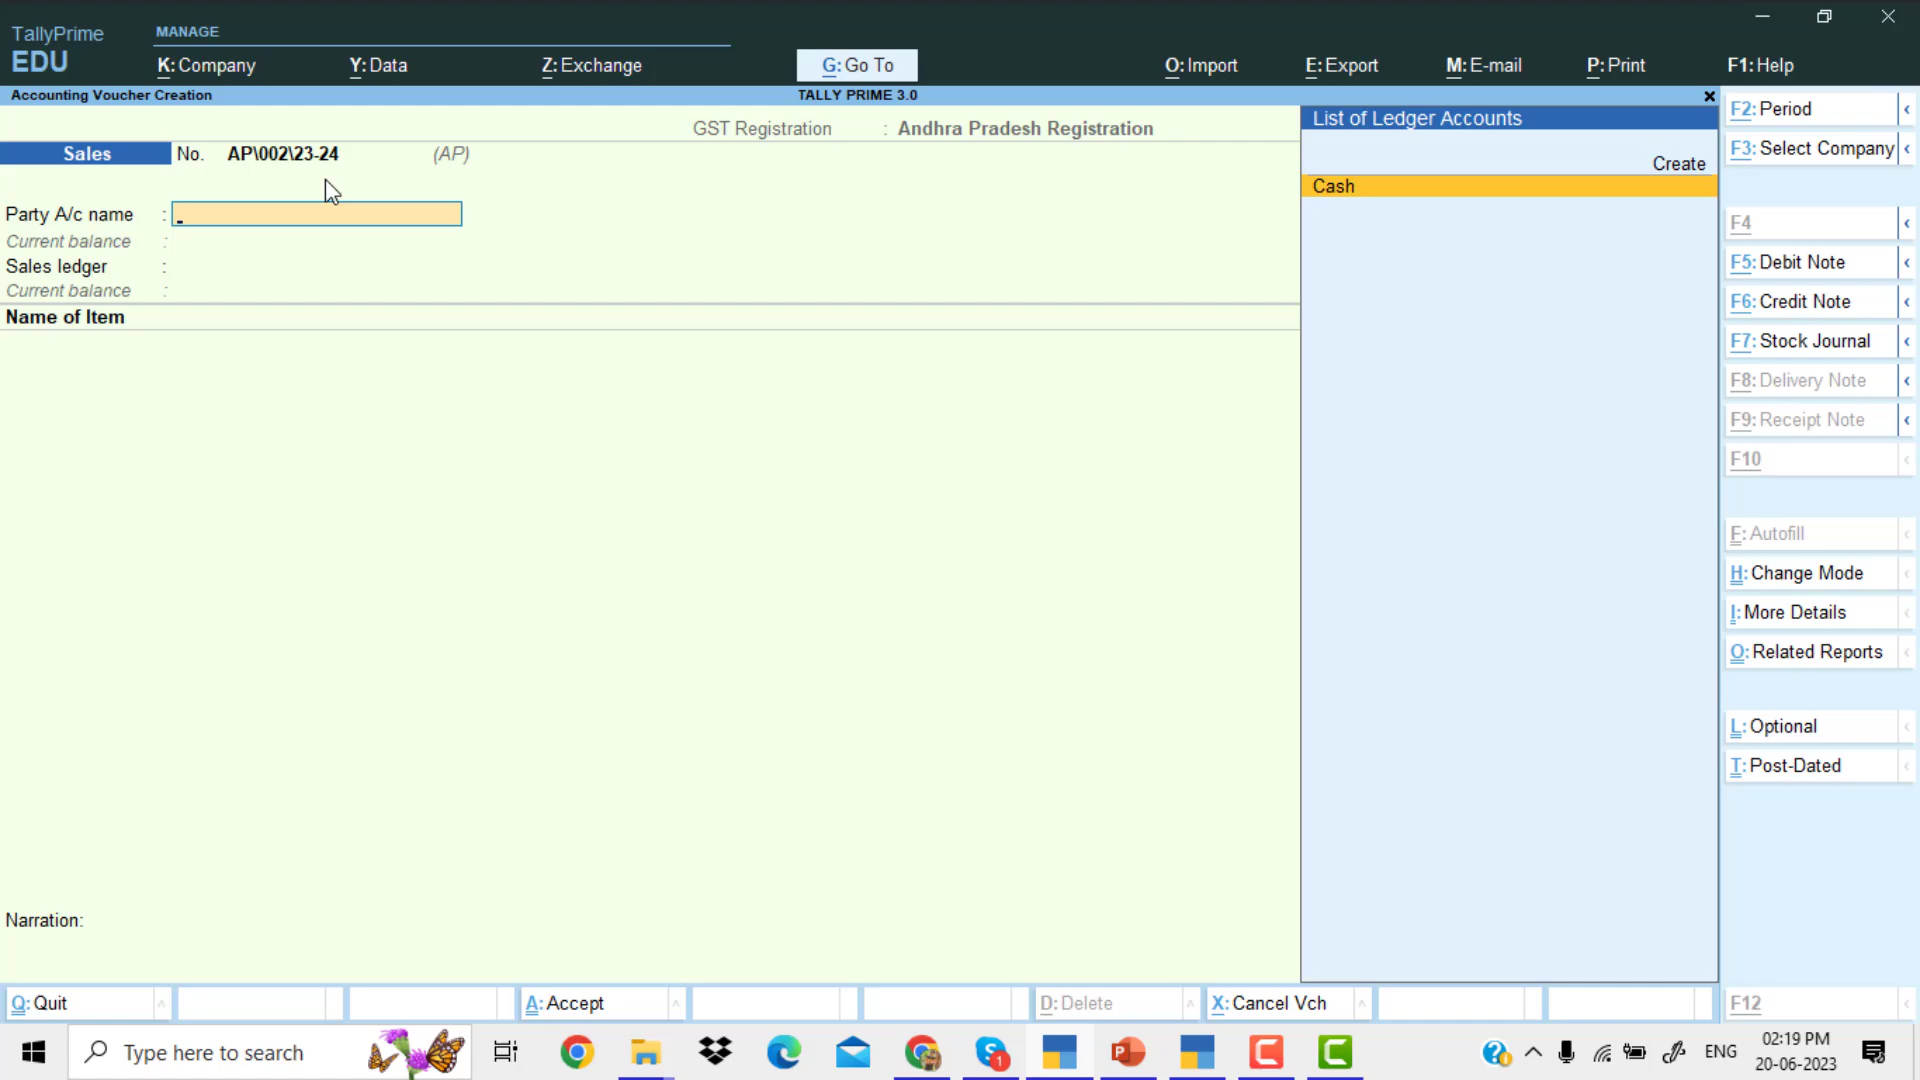 TallyPrime
EDU
MANAGE
K: Company
Y: Data
Z: Exchange
G: Go To
O: Import
E: Export
M: E-mail
P: Print
F1: Help
Accounting Voucher Creation
TALLY PRIME 3.0
GST Registration : Andhra Pradesh Registration
Sales No. AP\002\23-24 (AP)
Party A/c name :
Current balance :
Sales ledger :
Current balance :
Name of Item
Narration:
List of Ledger Accounts
Create
Cash
F2: Period
F3: Select Company
F4
F5: Debit Note
F6: Credit Note
F7: Stock Journal
F8: Delivery Note
F9: Receipt Note
F10
F: Autofill
H: Change Mode
I: More Details
O: Related Reports
L: Optional
T: Post-Dated
Q: Quit
A: Accept
D: Delete
X: Cancel Vch
F12
Type here to search
1
ENG
02:19 PM
20-06-2023